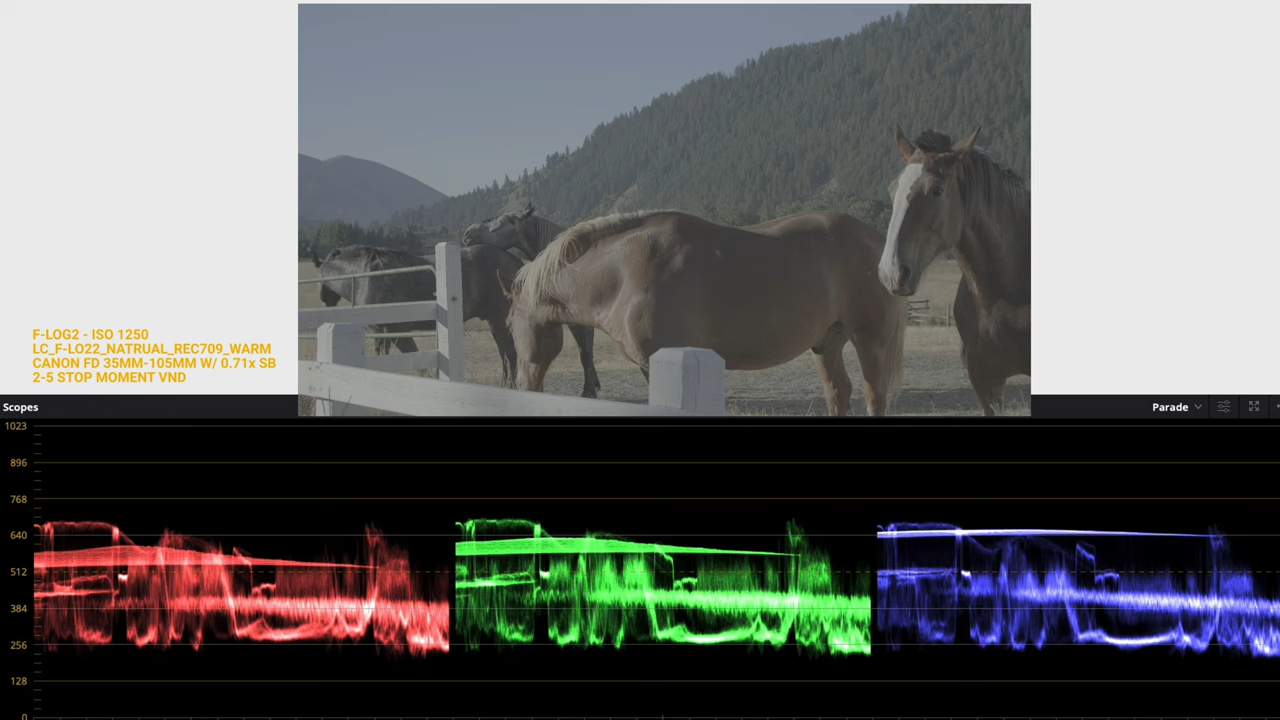 F-LOG2 - ISO 1250
LC_F-LO22_NATRUAL_REC709_WARM
CANON FD 35MM-105MM W/ 0.71x SB
2-5 STOP MOMENT VND
Scopes
Parade
1023
896
768
640
512
384
256
128
0